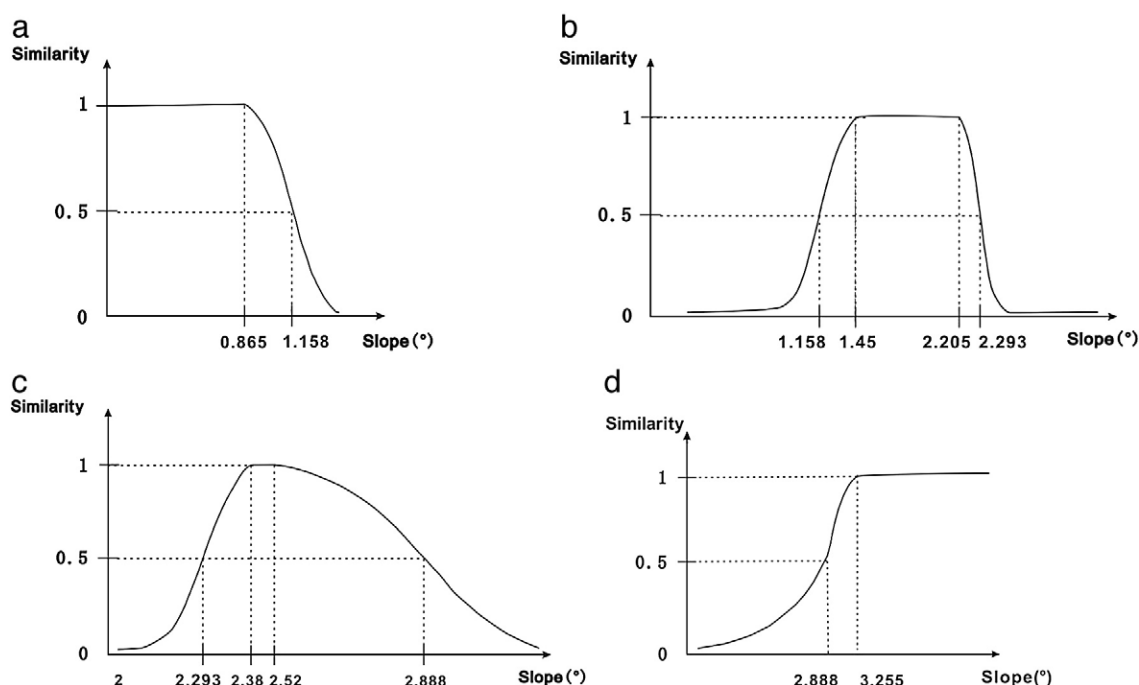 a
Similarity
1
0.5
0
0.865 1.158 Slope(°)
b
Similarity
1
0.5
0
1.158 1.45 2.205 2.293 Slope(°)
c
Similarity
1
0.5
0
2 2.293 2.38 2.52 2.888 Slope(°)
d
Similarity
1
0.5
0
2.888 3.255 Slope(°)